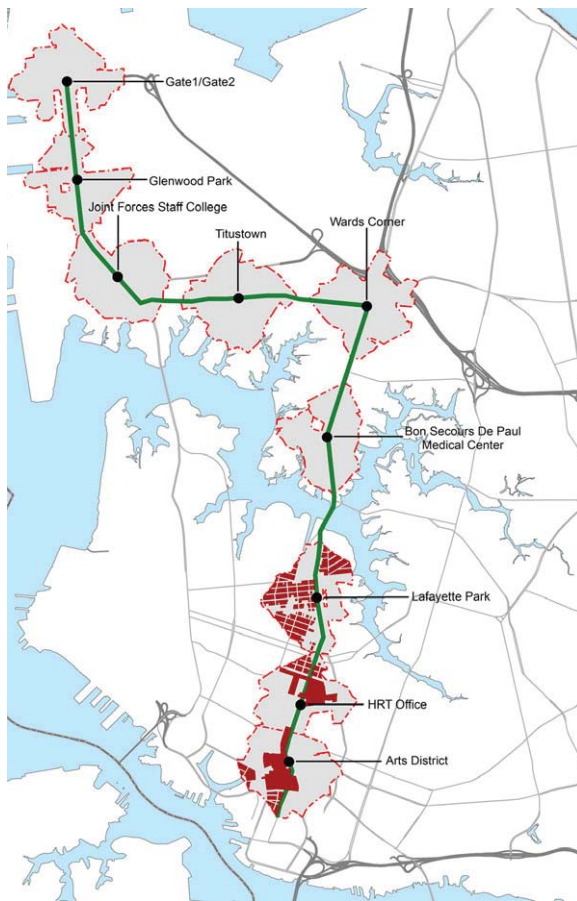 Gate1/Gate2
Glenwood Park
Joint Forces Staff College
Titustown
Wards Corner
Bon Secours De Paul
Medical Center
Lafayette Park
HRT Office
Arts District